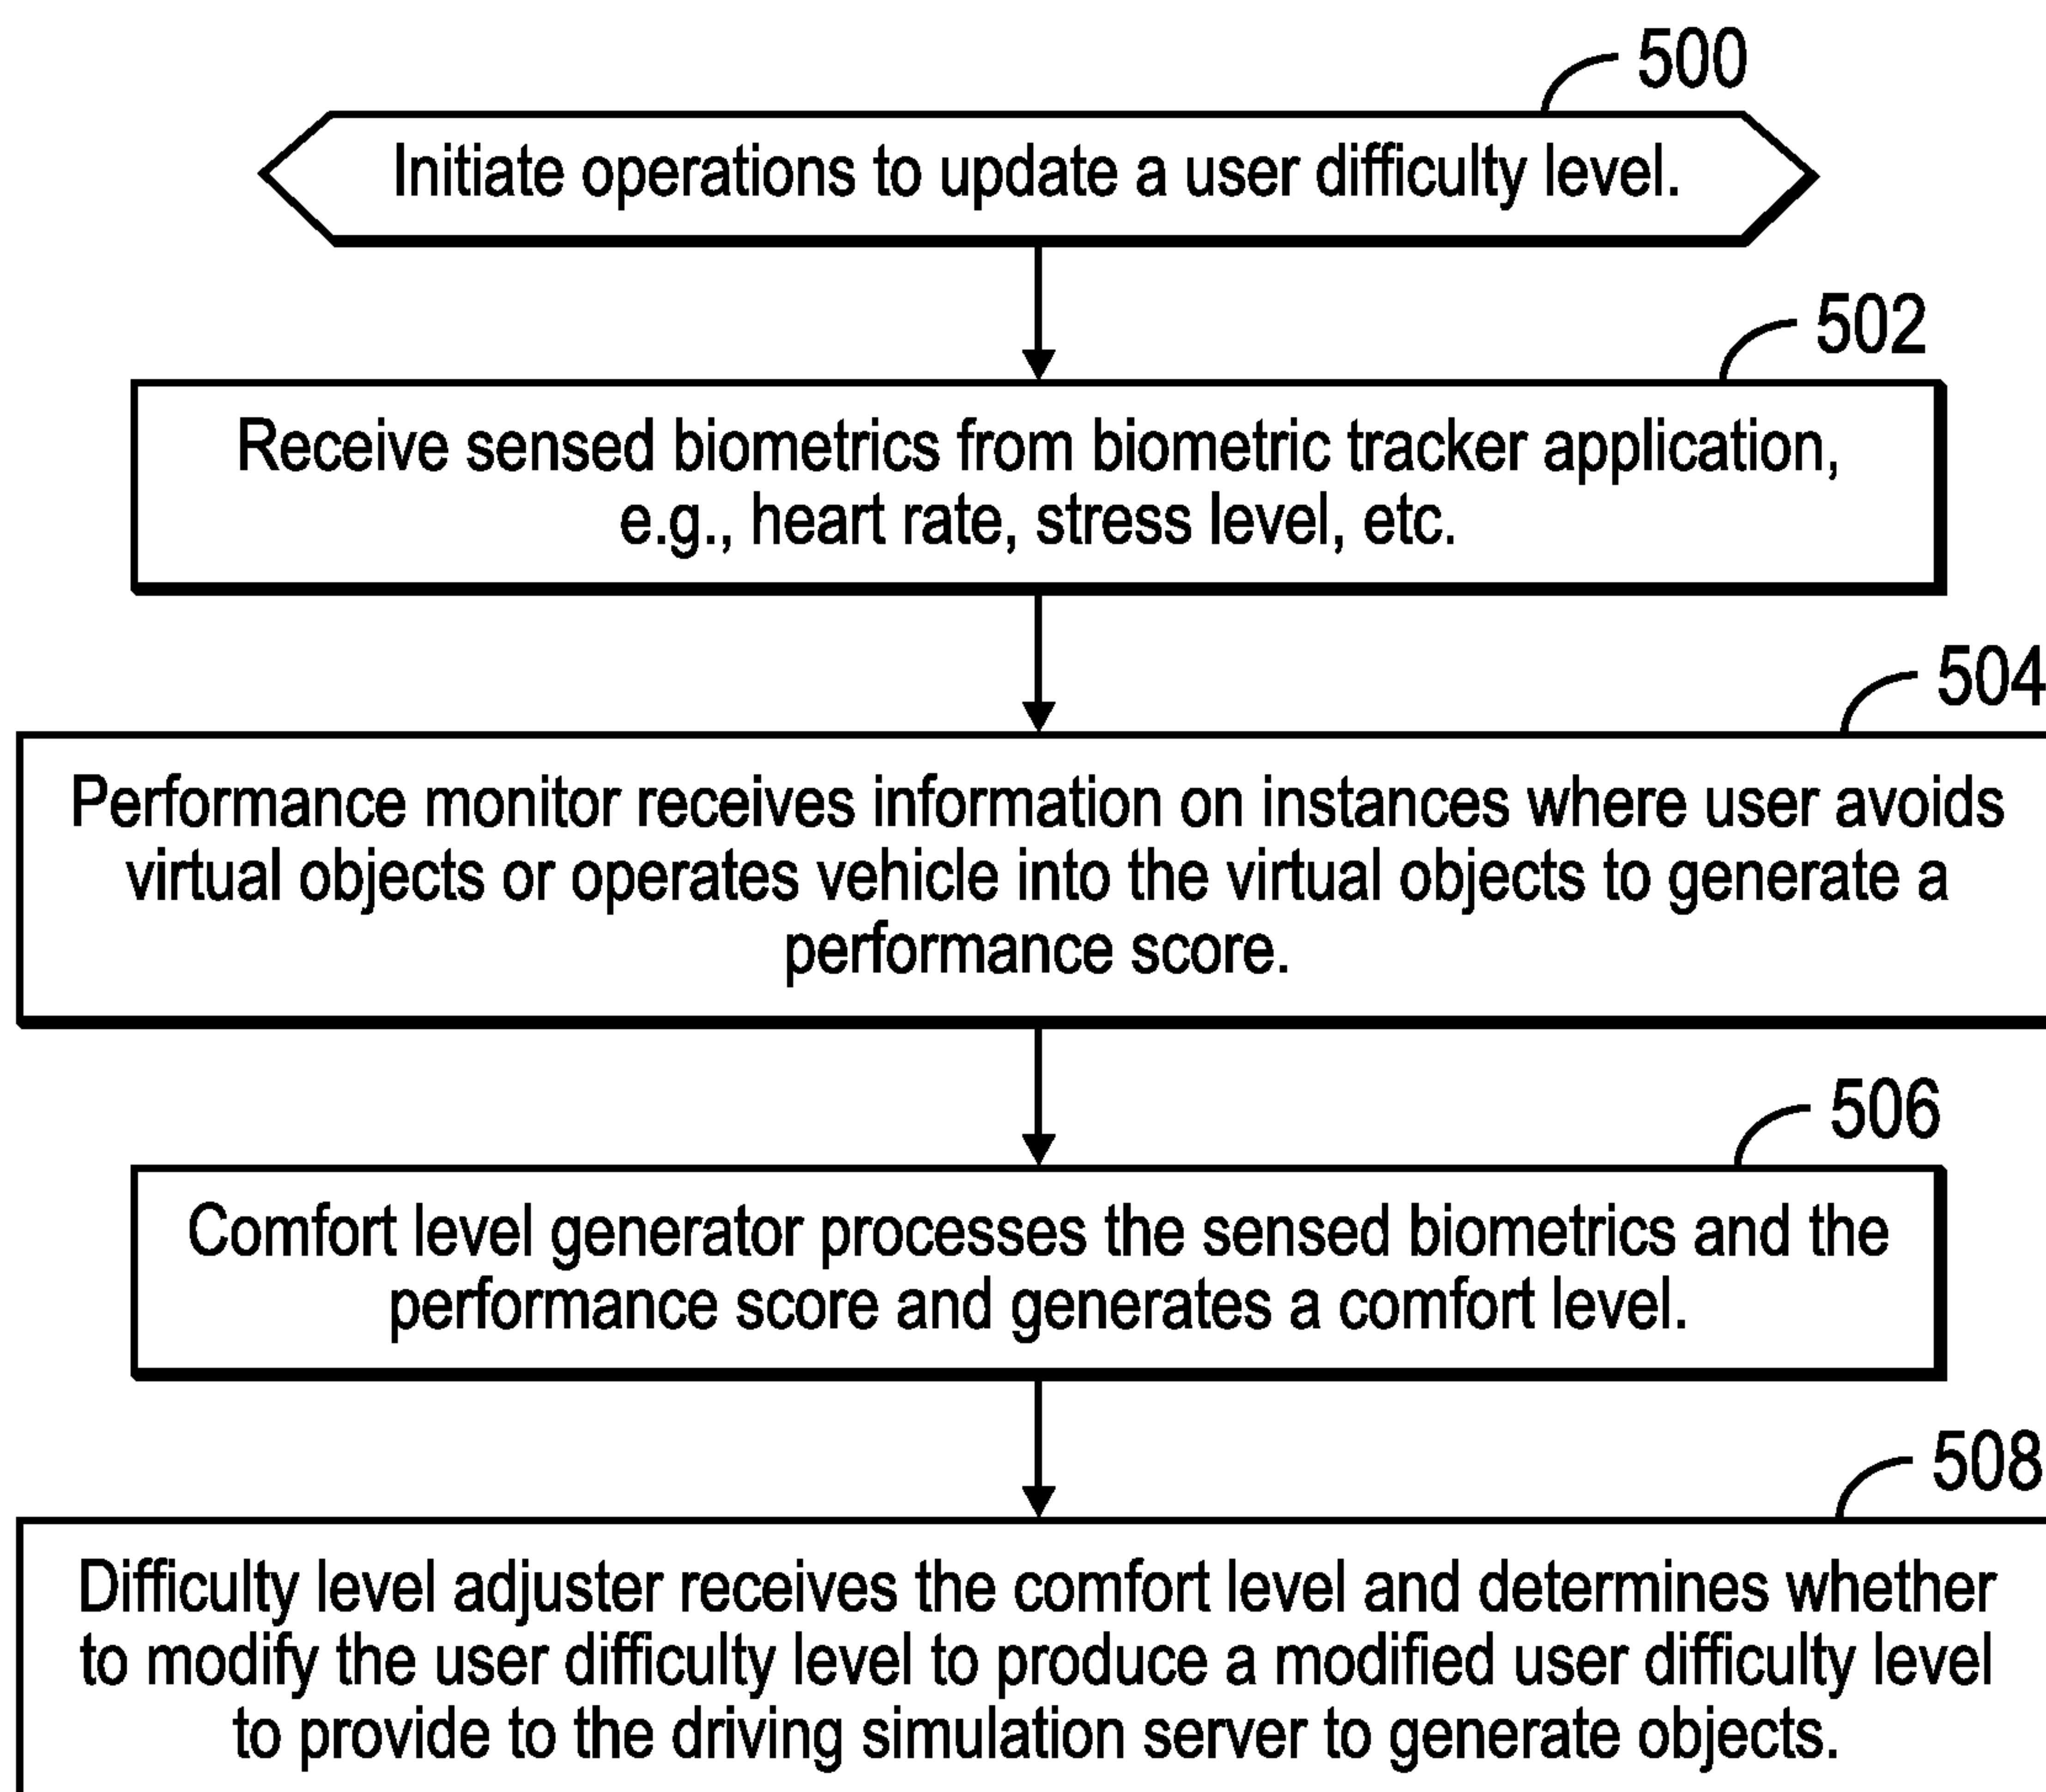 500
Initiate operations to update a user difficulty level.
502
Receive sensed biometrics from biometric tracker application,
e.g., heart rate, stress level, etc.
504
Performance monitor receives information on instances where user avoids
virtual objects or operates vehicle into the virtual objects to generate a
performance score.
506
Comfort level generator processes the sensed biometrics and the
performance score and generates a comfort level.
508
Difficulty level adjuster receives the comfort level and determines whether
to modify the user difficulty level to produce a modified user difficulty level
to provide to the driving simulation server to generate objects.